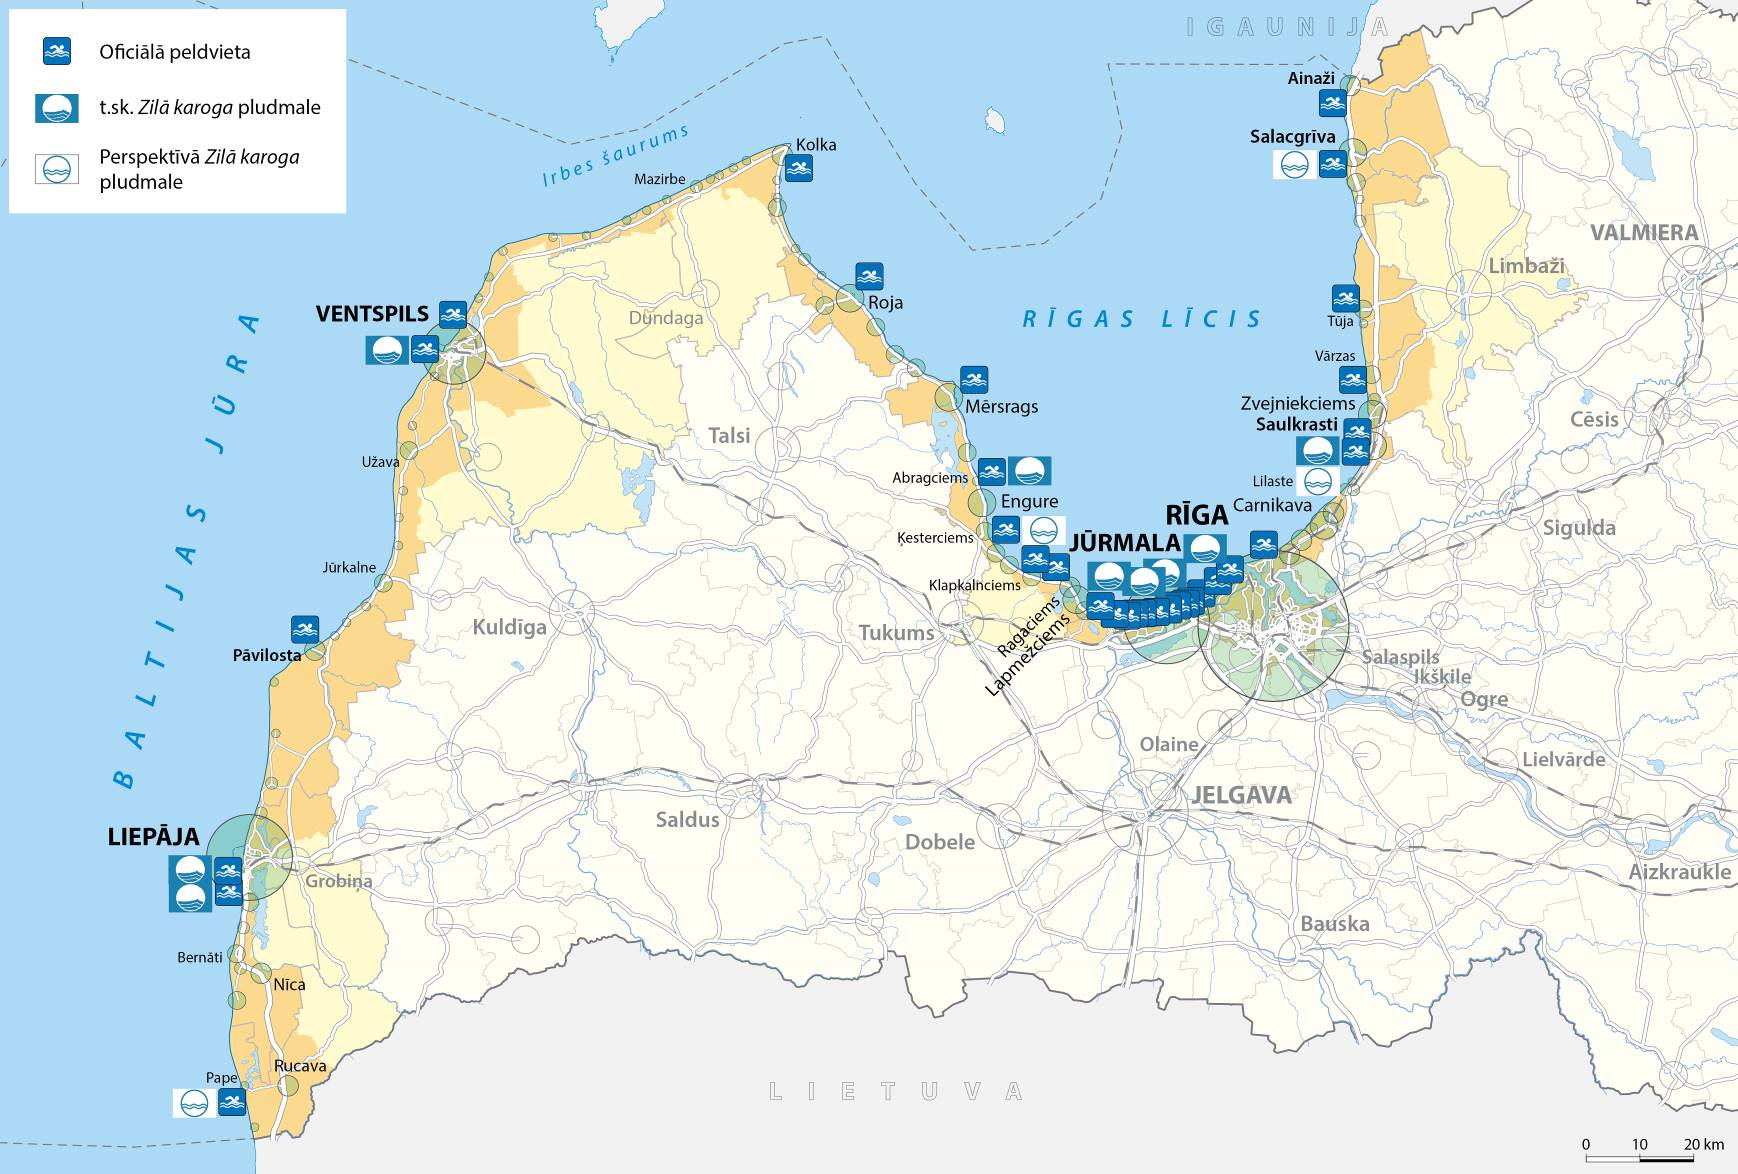 Oficiālā peldvieta
t.sk. Zilā karoga pludmale
Perspektīvā Zilā karoga
pludmale
IGAUNIJA
Ainaži
Salacgrīva
Kolka
Irbes šaurums
Mazirbe
VALMIERA
Limbaži
VENTSPILS
Dundaga
Roja
RĪGAS LĪCIS
Tūja
BALTIJAS JŪRA
Vārzas
Mērsrags
Zvejniekciems
Saulkrasti
Cēsis
Talsi
Užava
Abragciems
Lilaste
Engure
Carnikava
RĪGA
Sigulda
Ķesterciems
JŪRMALA
Jūrkalne
Klapkalnciems
Ragaciems
Lapmežciems
Kuldīga
Tukums
Pāvilosta
Salaspils
Ikšķile
Ogre
Olaine
Lielvārde
JELGAVA
Saldus
LIEPĀJA
Dobele
Aizkraukle
Grobiņa
Bauska
Bernāti
Nīca
Rucava
Pape
LIETUVA
0 10 20 km